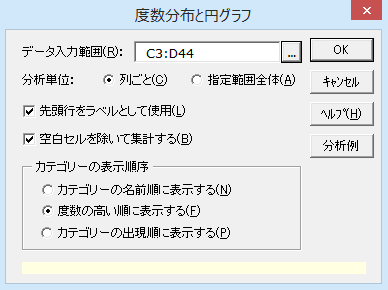 度数分布と円グラフ
データ入力範囲(R): C3:D44 ...
OK
分析単位: 列ごと(C) 指定範囲全体(A)
キャンセル
先頭行をラベルとして使用(L)
ヘルプ(H)
空白セルを除いて集計する(B)
分析例
カテゴリーの表示順序
カテゴリーの名前順に表示する(N)
度数の高い順に表示する(F)
カテゴリーの出現順に表示する(P)